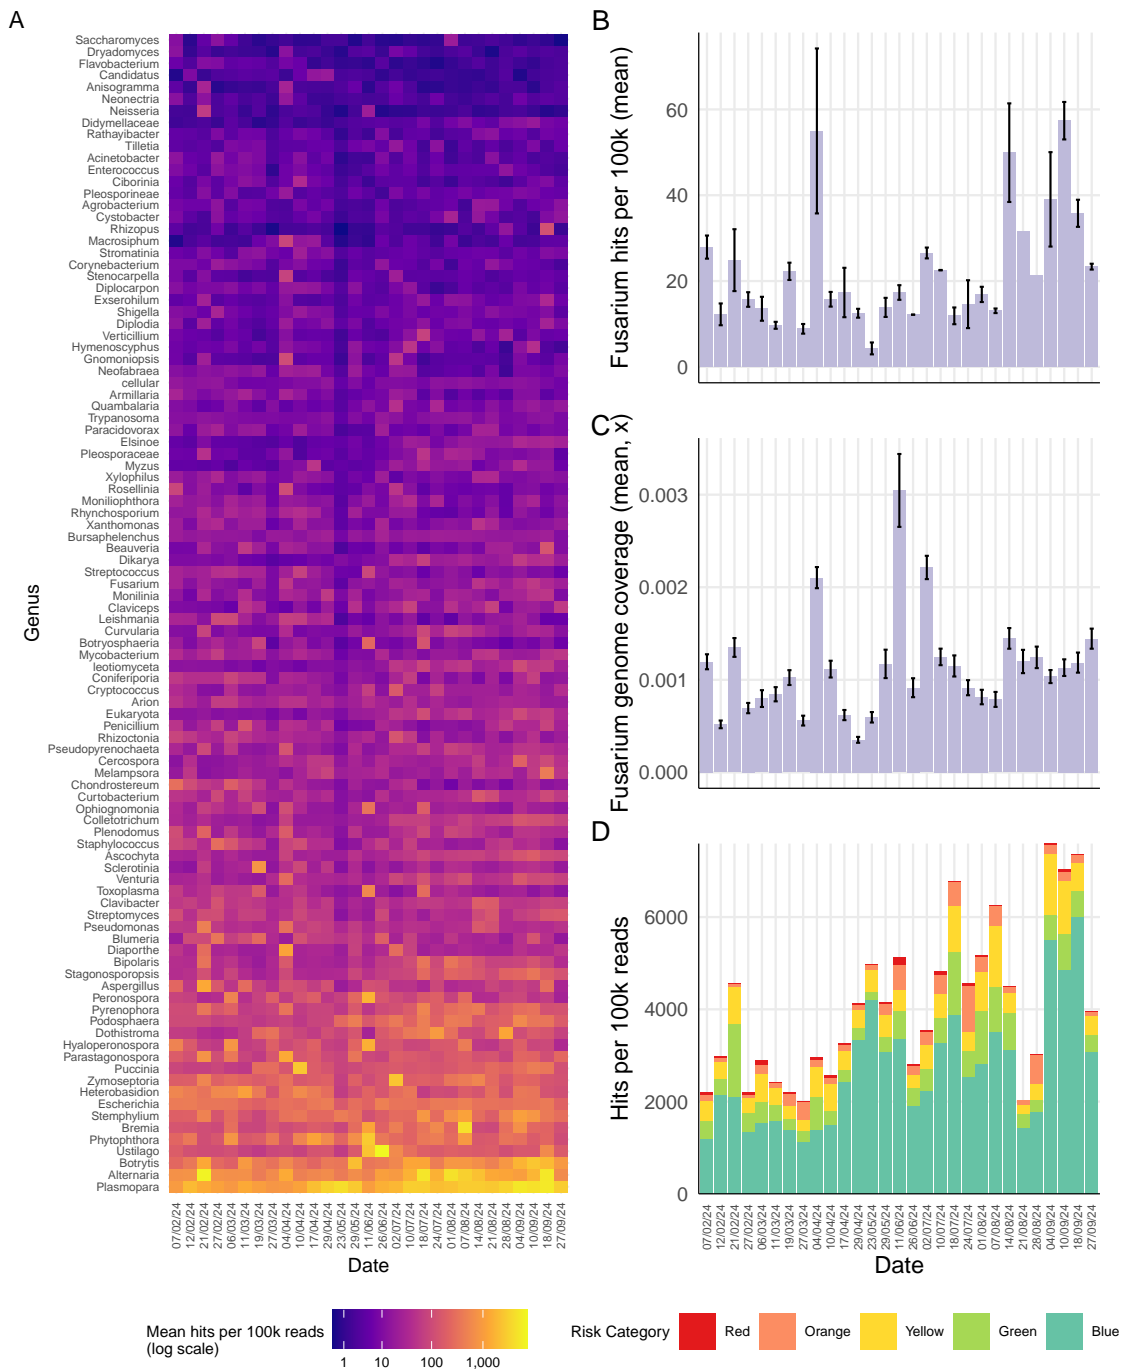 A
Genus
Saccharomyces
Dryadomyces
Flavobacterium
Candidatus
Anisogramma
Neonectria
Neisseria
Didymellaceae
Rathayibacter
Tilletia
Acinetobacter
Enterococcus
Ciborinia
Pleosporineae
Agrobacterium
Cystobacter
Rhizopus
Macrosiphum
Stromatinia
Corynebacterium
Stenocarpella
Diplocarpon
Exserohilum
Shigella
Diplodia
Verticillium
Hymenoscyphus
Gnomoniopsis
Neofabraea
cellular
Armillaria
Quambalaria
Trypanosoma
Paracidovorax
Elsinoe
Pleosporaceae
Myzus
Xylophilus
Rosellinia
Moniliophthora
Rhynchosporium
Xanthomonas
Bursaphelenchus
Beauveria
Dikarya
Streptococcus
Fusarium
Monilinia
Claviceps
Leishmania
Curvularia
Botryosphaeria
Mycobacterium
leotiomyceta
Coniferiporia
Cryptococcus
Arion
Eukaryota
Penicillium
Rhizoctonia
Pseudopyrenochaeta
Cercospora
Melampsora
Chondrostereum
Curtobacterium
Ophiognomonia
Colletotrichum
Plenodomus
Staphylococcus
Ascochyta
Sclerotinia
Venturia
Toxoplasma
Clavibacter
Streptomyces
Pseudomonas
Blumeria
Diaporthe
Bipolaris
Stagonosporopsis
Aspergillus
Peronospora
Pyrenophora
Podosphaera
Dothistroma
Hyaloperonospora
Parastagonospora
Puccinia
Zymoseptoria
Heterobasidion
Escherichia
Stemphylium
Bremia
Phytophthora
Ustilago
Botrytis
Alternaria
Plasmopara
07/02/24 12/02/24 21/02/24 27/02/24 06/03/24 11/03/24 19/03/24 27/03/24 04/04/24 10/04/24 17/04/24 29/04/24 23/05/24 29/05/24 11/06/24 26/06/24 02/07/24 10/07/24 18/07/24 24/07/24 01/08/24 07/08/24 14/08/24 21/08/24 28/08/24 04/09/24 10/09/24 18/09/24 27/09/24
Date
Mean hits per 100k reads
(log scale)
1 10 100 1,000
B
Fusarium hits per 100k (mean)
60
40
20
0
C
Fusarium genome coverage (mean, x)
0.003
0.002
0.001
0.000
D
Hits per 100k reads
6000
4000
2000
0
07/02/24 12/02/24 21/02/24 27/02/24 06/03/24 11/03/24 19/03/24 27/03/24 04/04/24 10/04/24 17/04/24 29/04/24 23/05/24 29/05/24 11/06/24 26/06/24 02/07/24 10/07/24 18/07/24 24/07/24 01/08/24 07/08/24 14/08/24 21/08/24 28/08/24 04/09/24 10/09/24 18/09/24 27/09/24
Date
Risk Category Red Orange Yellow Green Blue